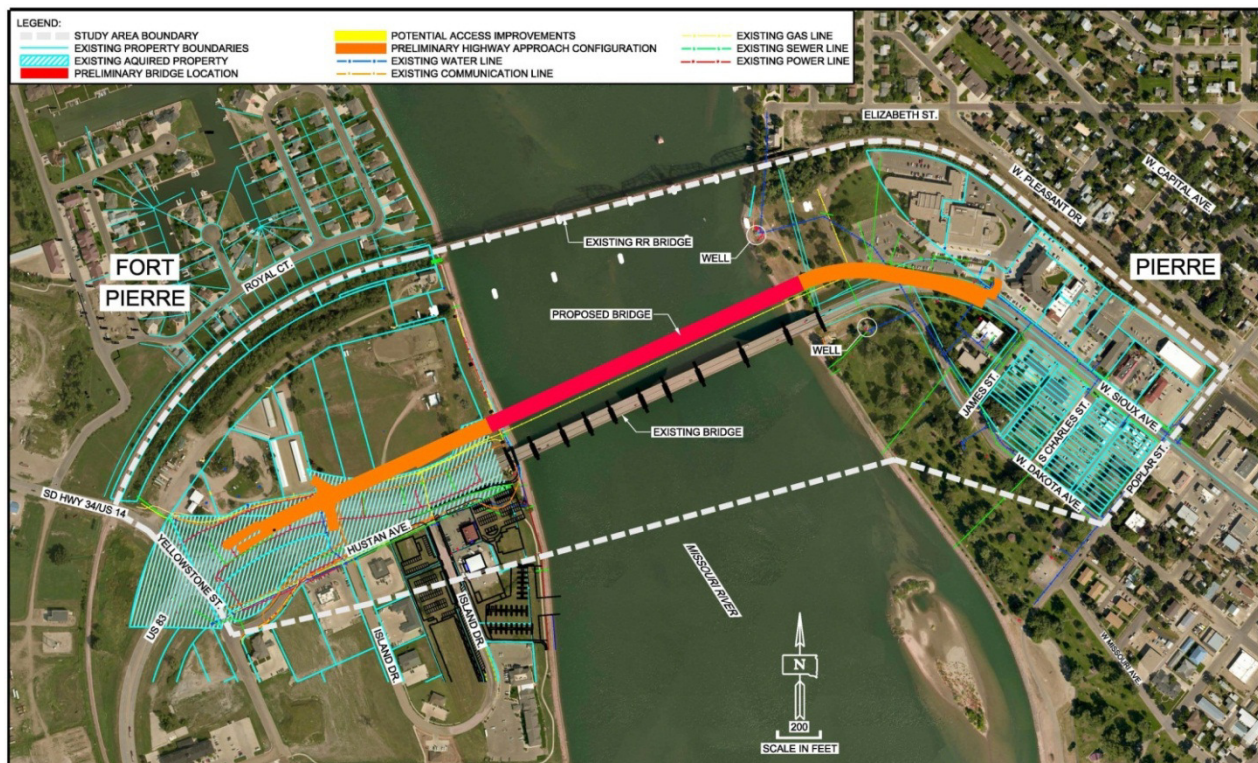 LEGEND:
STUDY AREA BOUNDARY
EXISTING PROPERTY BOUNDARIES
EXISTING AQUIRED PROPERTY
PRELIMINARY BRIDGE LOCATION
POTENTIAL ACCESS IMPROVEMENTS
PRELIMINARY HIGHWAY APPROACH CONFIGURATION
EXISTING WATER LINE
EXISTING COMMUNICATION LINE
EXISTING GAS LINE
EXISTING SEWER LINE
EXISTING POWER LINE
ELIZABETH ST.
W. CAPITAL AVE.
W. PLEASANT DR.
EXISTING RR BRIDGE
WELL
FORT
PIERRE
ROYAL CT.
PIERRE
PROPOSED BRIDGE
WELL
EXISTING BRIDGE
JAMES ST.
S CHARLES ST.
W. SIOUX AVE.
POPLAR ST.
W. DAKOTA AVE.
SD HWY 34/US 14
YELLOWSTONE ST.
HUSTAN AVE.
US 83
ISLAND DR.
ISLAND DR.
MISSOURI RIVER
W MISSOURI AVE.
N
200
SCALE IN FEET